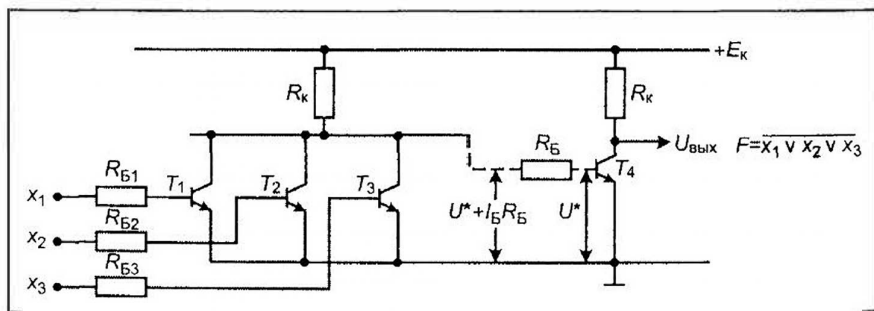 +Eк
Rк
Rк
RБ
Uвых
F=x₁ ∨ x₂ ∨ x₃
T₁
T₂
T₃
T₄
x₁
RБ1
x₂
RБ2
x₃
RБ3
U*+IБRБ
U*